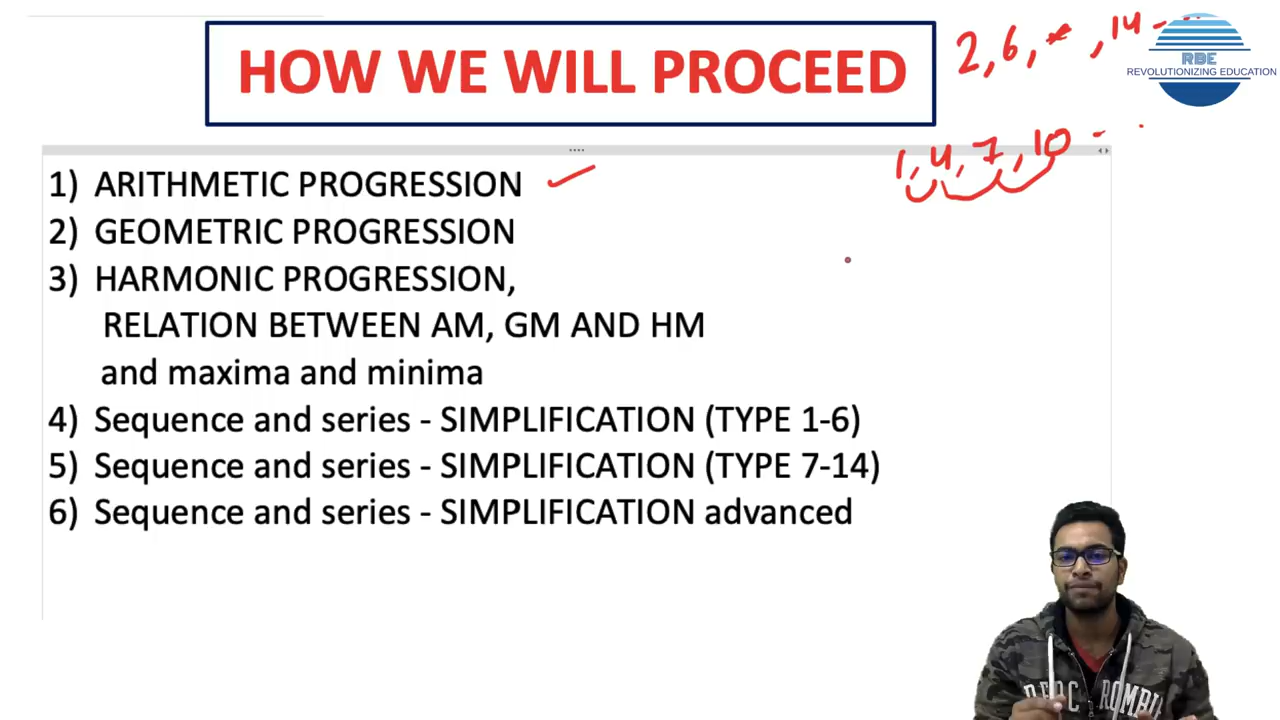 HOW WE WILL PROCEED
2, 6, * , 14 - -
RBE
REVOLUTIONIZING EDUCATION
1, 4, 7, 10 - -
1) ARITHMETIC PROGRESSION
2) GEOMETRIC PROGRESSION
3) HARMONIC PROGRESSION,
RELATION BETWEEN AM, GM AND HM
and maxima and minima
4) Sequence and series - SIMPLIFICATION (TYPE 1-6)
5) Sequence and series - SIMPLIFICATION (TYPE 7-14)
6) Sequence and series - SIMPLIFICATION advanced